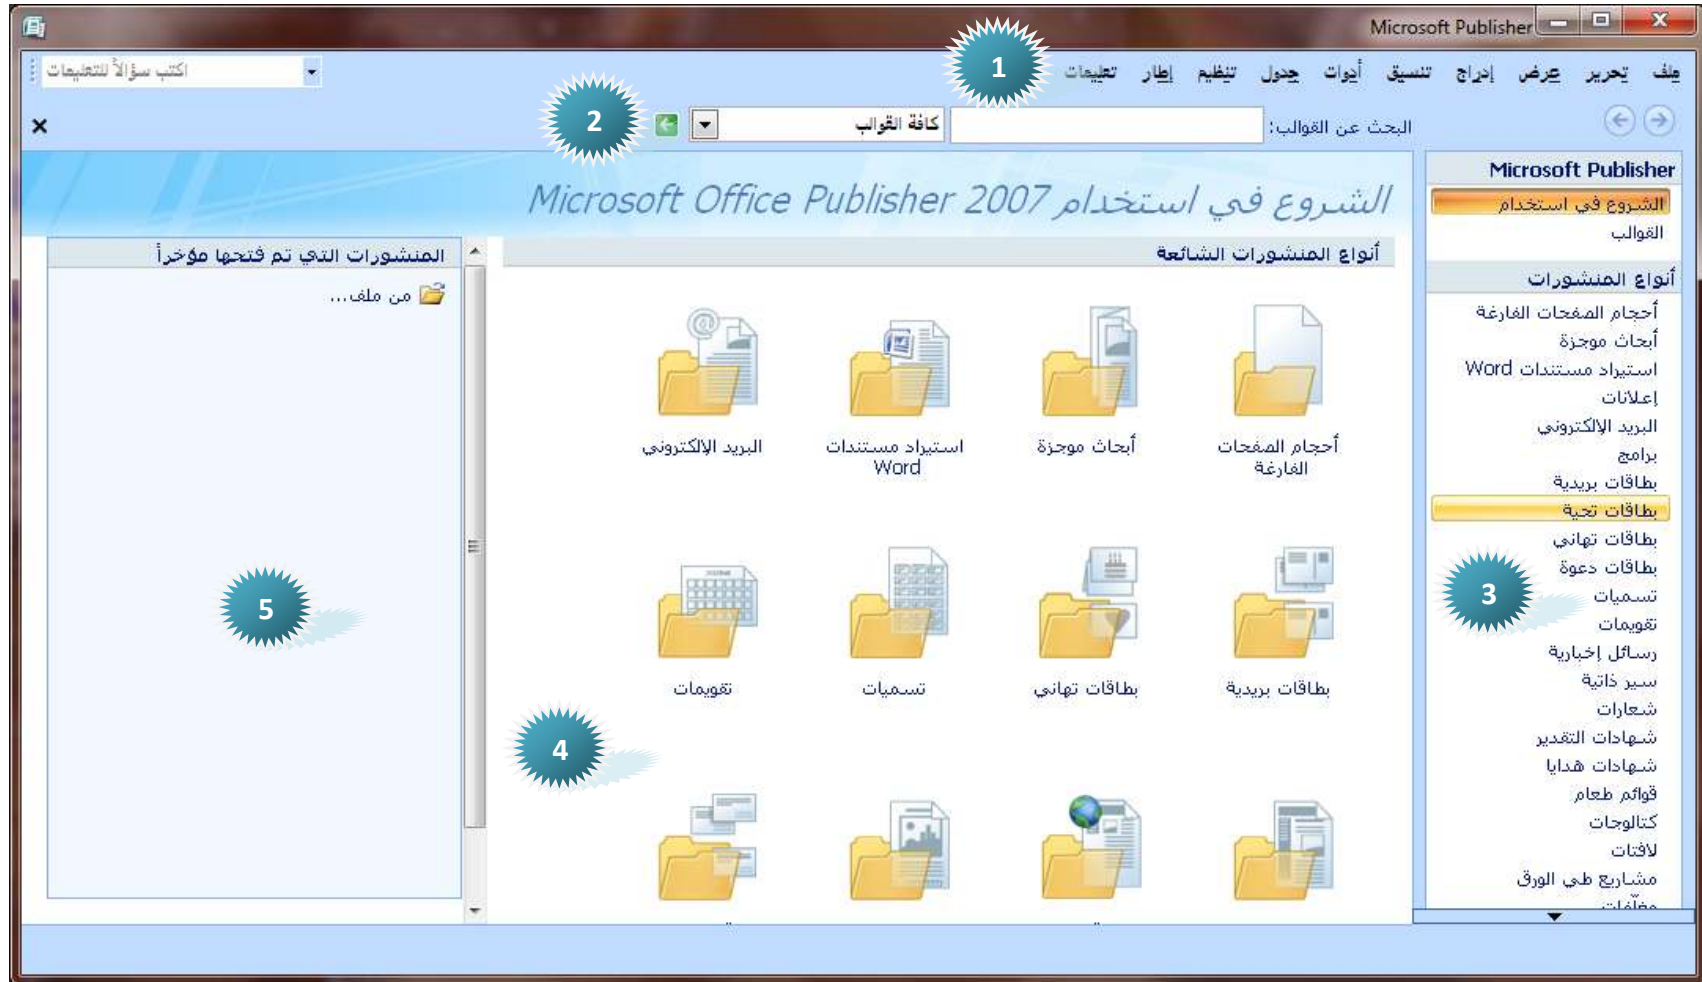 Microsoft Publisher
ملف تحرير عرض إدراج تنسيق أدوات جدول تنظيم إطار تعليمات
1
اكتب سؤالاً للتعليمات
البحث عن القوالب:
كافة القوالب
2
Microsoft Publisher
الشروع في استخدام
القوالب
أنواع المنشورات
أحجام الصفحات الفارغة
أبحاث موجزة
استيراد مستندات Word
إعلانات
البريد الإلكتروني
برامج
بطاقات بريدية
بطاقات تحية
بطاقات تهاني
بطاقات دعوة
تسميات
3
تقويمات
رسائل إخبارية
سير ذاتية
شعارات
شهادات التقدير
شهادات هدايا
قوائم طعام
كتالوجات
لافتات
مشاريع طي الورق
مغلّفات
الشروع في استخدام Microsoft Office Publisher 2007
أنواع المنشورات الشائعة
أحجام الصفحات الفارغة
أبحاث موجزة
استيراد مستندات Word
البريد الإلكتروني
بطاقات بريدية
بطاقات تهاني
تسميات
تقويمات
4
المنشورات التي تم فتحها مؤخراً
من ملف...
5